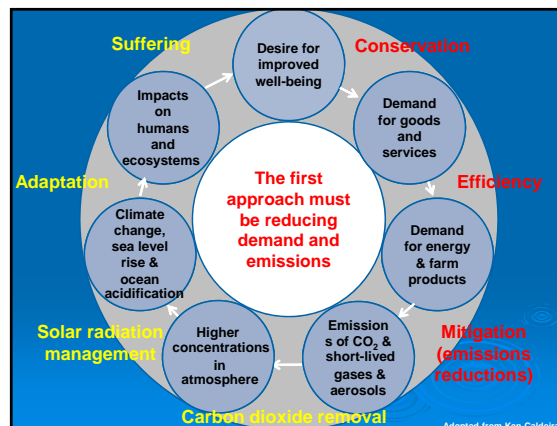 Suffering
Desire for
improved
well-being
Conservation
Demand
for goods
and
services
Efficiency
Demand
for energy
& farm
products
Mitigation
(emissions
reductions)
Emission
s of CO₂ &
short-lived
gases &
aerosols
Carbon dioxide removal
Higher
concentrations
in
atmosphere
Solar radiation
management
Climate
change,
sea level
rise &
ocean
acidification
Adaptation
Impacts
on
humans
and
ecosystems
The first
approach must
be reducing
demand and
emissions
Adapted from Ken